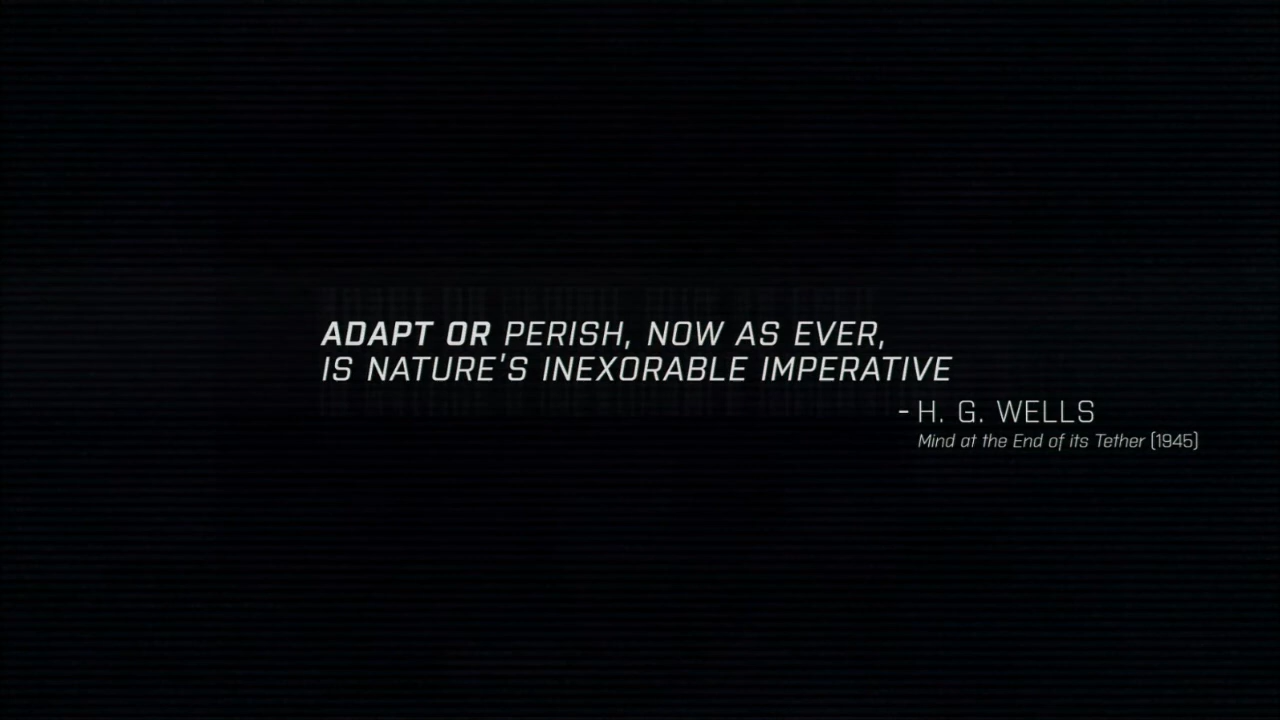 ADAPT OR PERISH, NOW AS EVER,
IS NATURE'S INEXORABLE IMPERATIVE
- H. G. WELLS
Mind at the End of its Tether (1945)